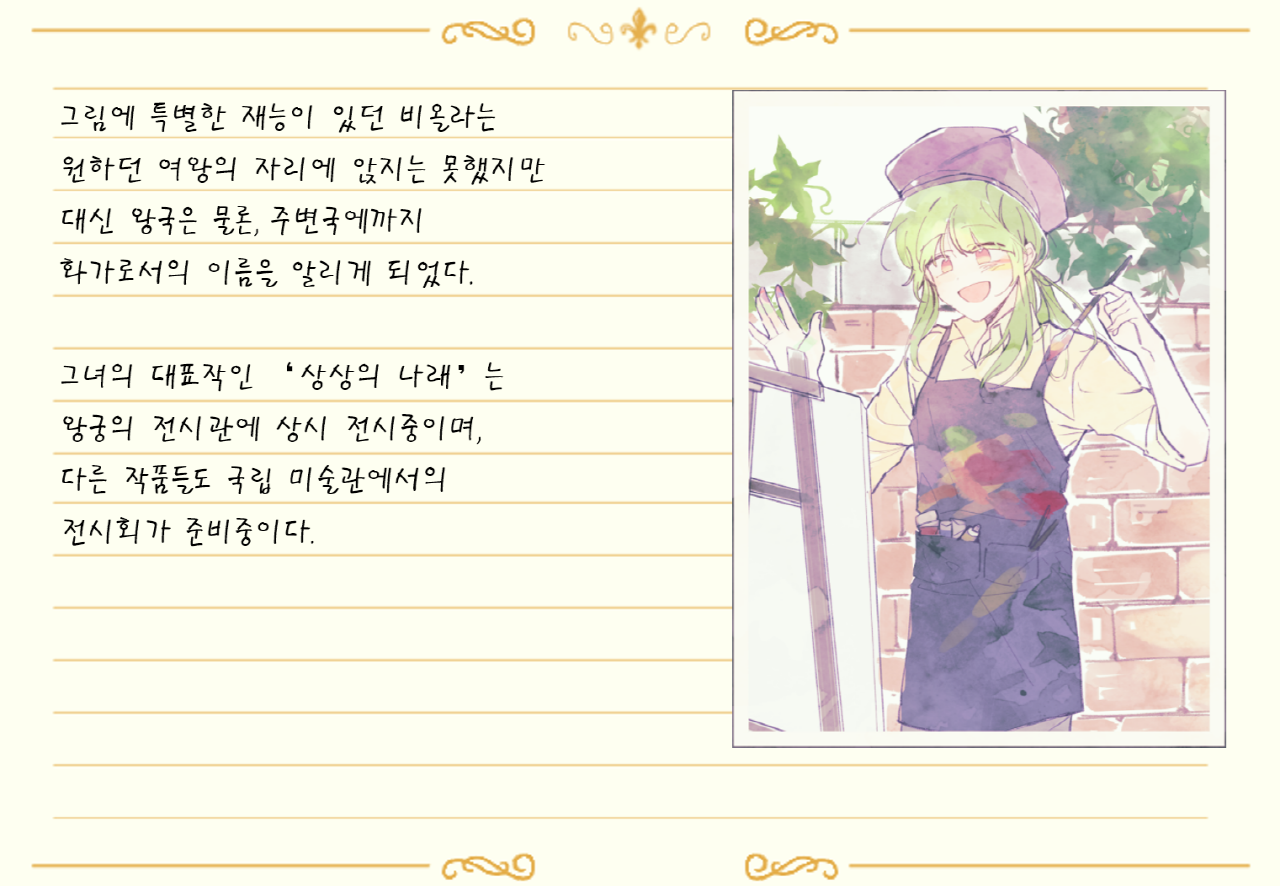 그림에 특별한 재능이 있던 비올라는
원하던 여왕의 자리에 앉지는 못했지만
대신 왕국은 물론, 주변국에까지
화가로서의 이름을 알리게 되었다.
그녀의 대표작인 ‘상상의 나래’는
왕궁의 전시관에 상시 전시중이며,
다른 작품들도 국립 미술관에서의
전시회가 준비중이다.